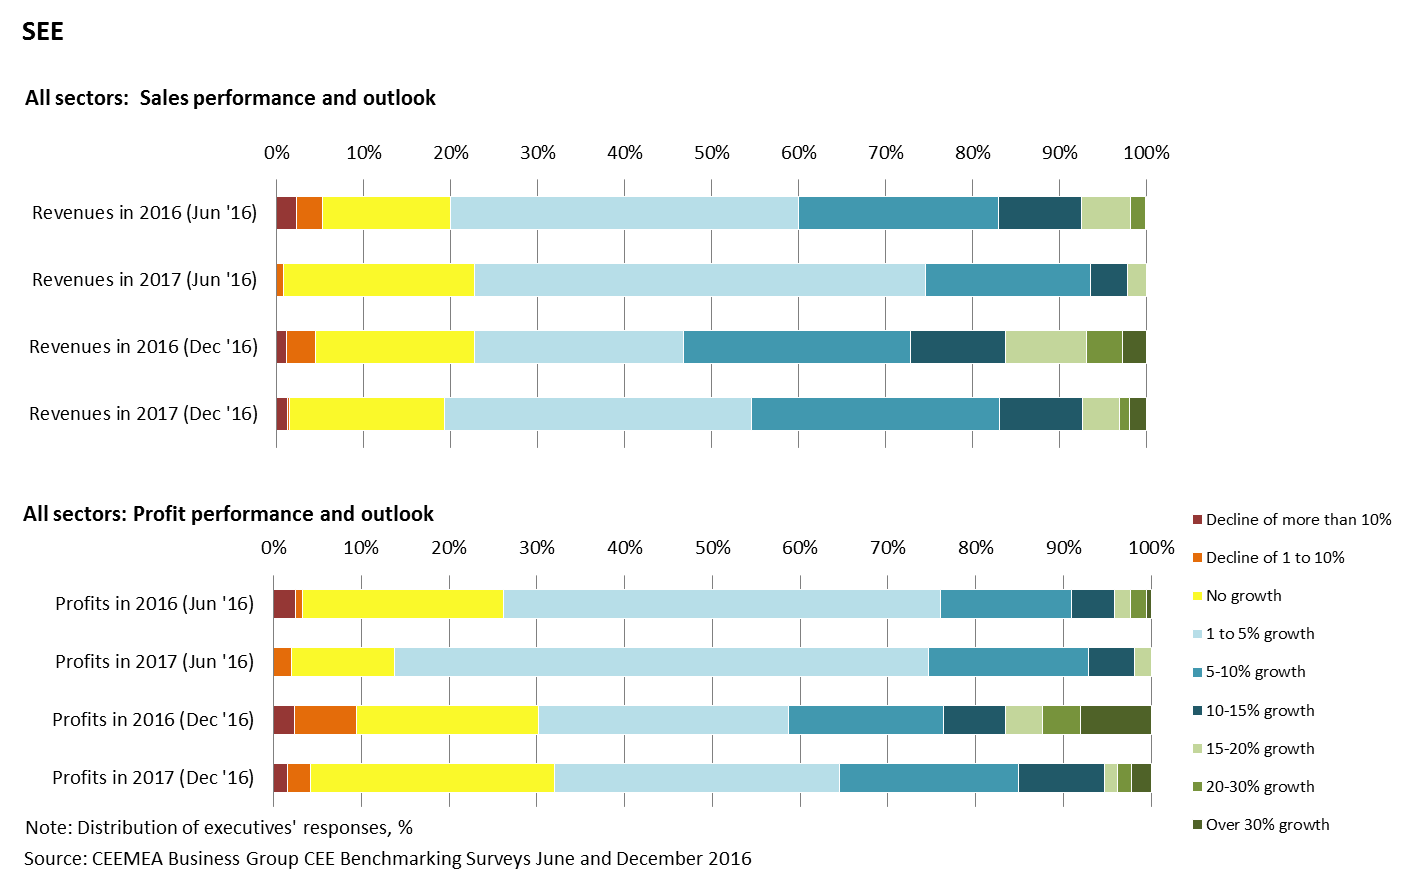 SEE
All sectors:  Sales performance and outlook
0% 10% 20% 30% 40% 50% 60% 70% 80% 90% 100%
Revenues in 2016 (Jun '16)
Revenues in 2017 (Jun '16)
Revenues in 2016 (Dec '16)
Revenues in 2017 (Dec '16)
All sectors: Profit performance and outlook
0% 10% 20% 30% 40% 50% 60% 70% 80% 90% 100%
Profits in 2016 (Jun '16)
Profits in 2017 (Jun '16)
Profits in 2016 (Dec '16)
Profits in 2017 (Dec '16)
Decline of more than 10%
Decline of 1 to 10%
No growth
1 to 5% growth
5-10% growth
10-15% growth
15-20% growth
20-30% growth
Over 30% growth
Note: Distribution of executives' responses, %
Source: CEEMEA Business Group CEE Benchmarking Surveys June and December 2016